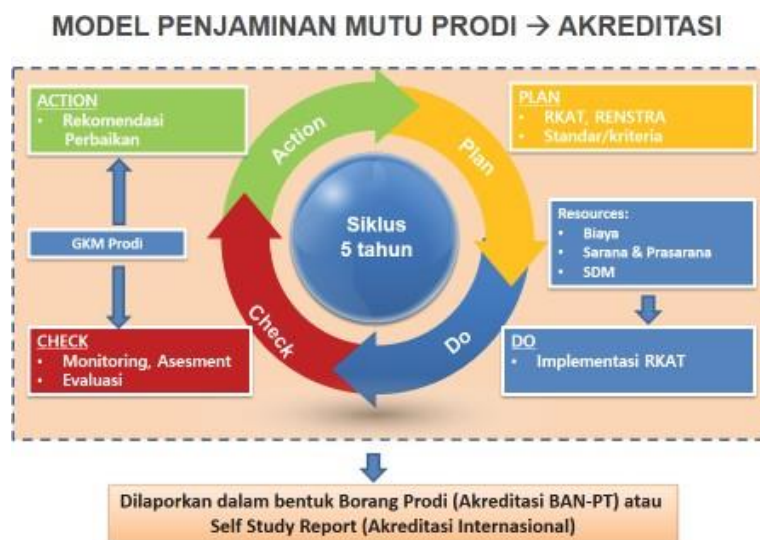 MODEL PENJAMINAN MUTU PRODI → AKREDITASI
ACTION
• Rekomendasi
Perbaikan
PLAN
• RKAT, RENSTRA
• Standar/kriteria
Action
Plan
Siklus
5 tahun
GKM Prodi
Resources:
• Biaya
• Sarana & Prasarana
• SDM
Check
Do
CHECK
• Monitoring, Asesment
• Evaluasi
DO
• Implementasi RKAT
Dilaporkan dalam bentuk Borang Prodi (Akreditasi BAN-PT) atau
Self Study Report (Akreditasi Internasional)